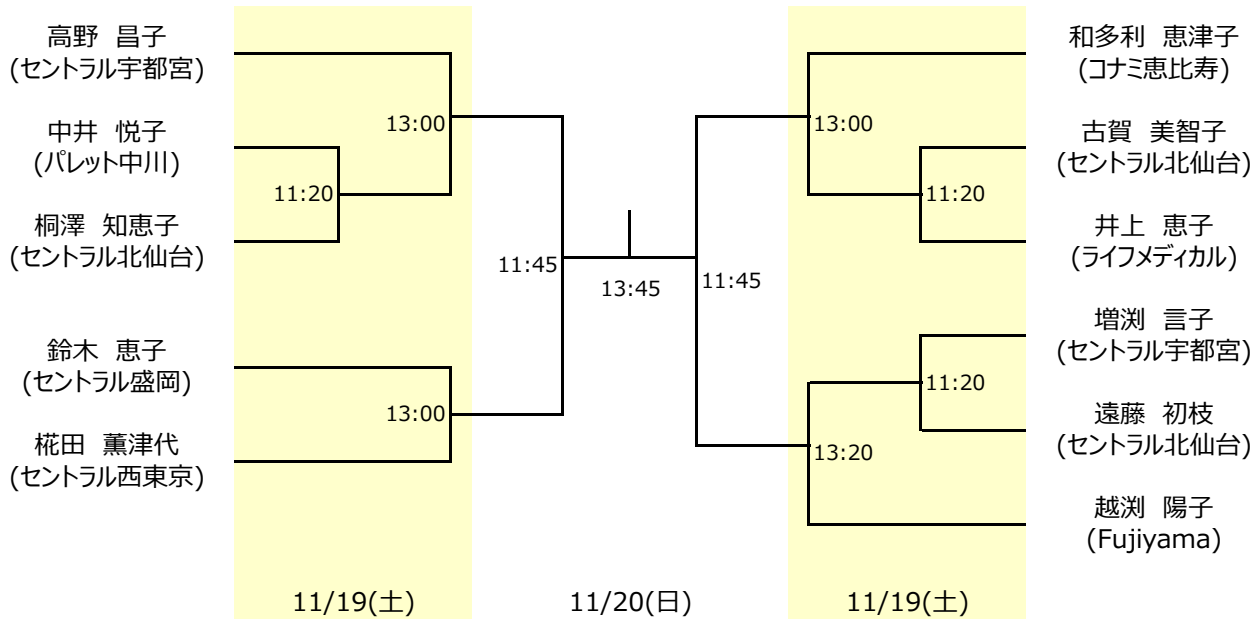 高野 昌子
(セントラル宇都宮)
中井 悦子
(パレット中川)
桐澤 知恵子
(セントラル北仙台)
鈴木 恵子
(セントラル盛岡)
椛田 薫津代
(セントラル西東京)
13:00
11:20
13:00
11:45
13:45
11:45
13:00
11:20
11:20
13:20
和多利 恵津子
(コナミ恵比寿)
古賀 美智子
(セントラル北仙台)
井上 恵子
(ライフメディカル)
増渕 言子
(セントラル宇都宮)
遠藤 初枝
(セントラル北仙台)
越渕 陽子
(Fujiyama)
11/19(土)
11/20(日)
11/19(土)